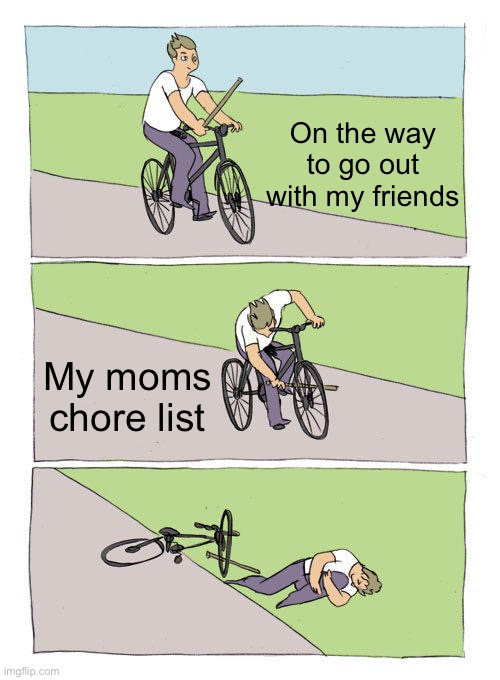 On the way
to go out
with my friends
My moms
chore list
imgflip.com